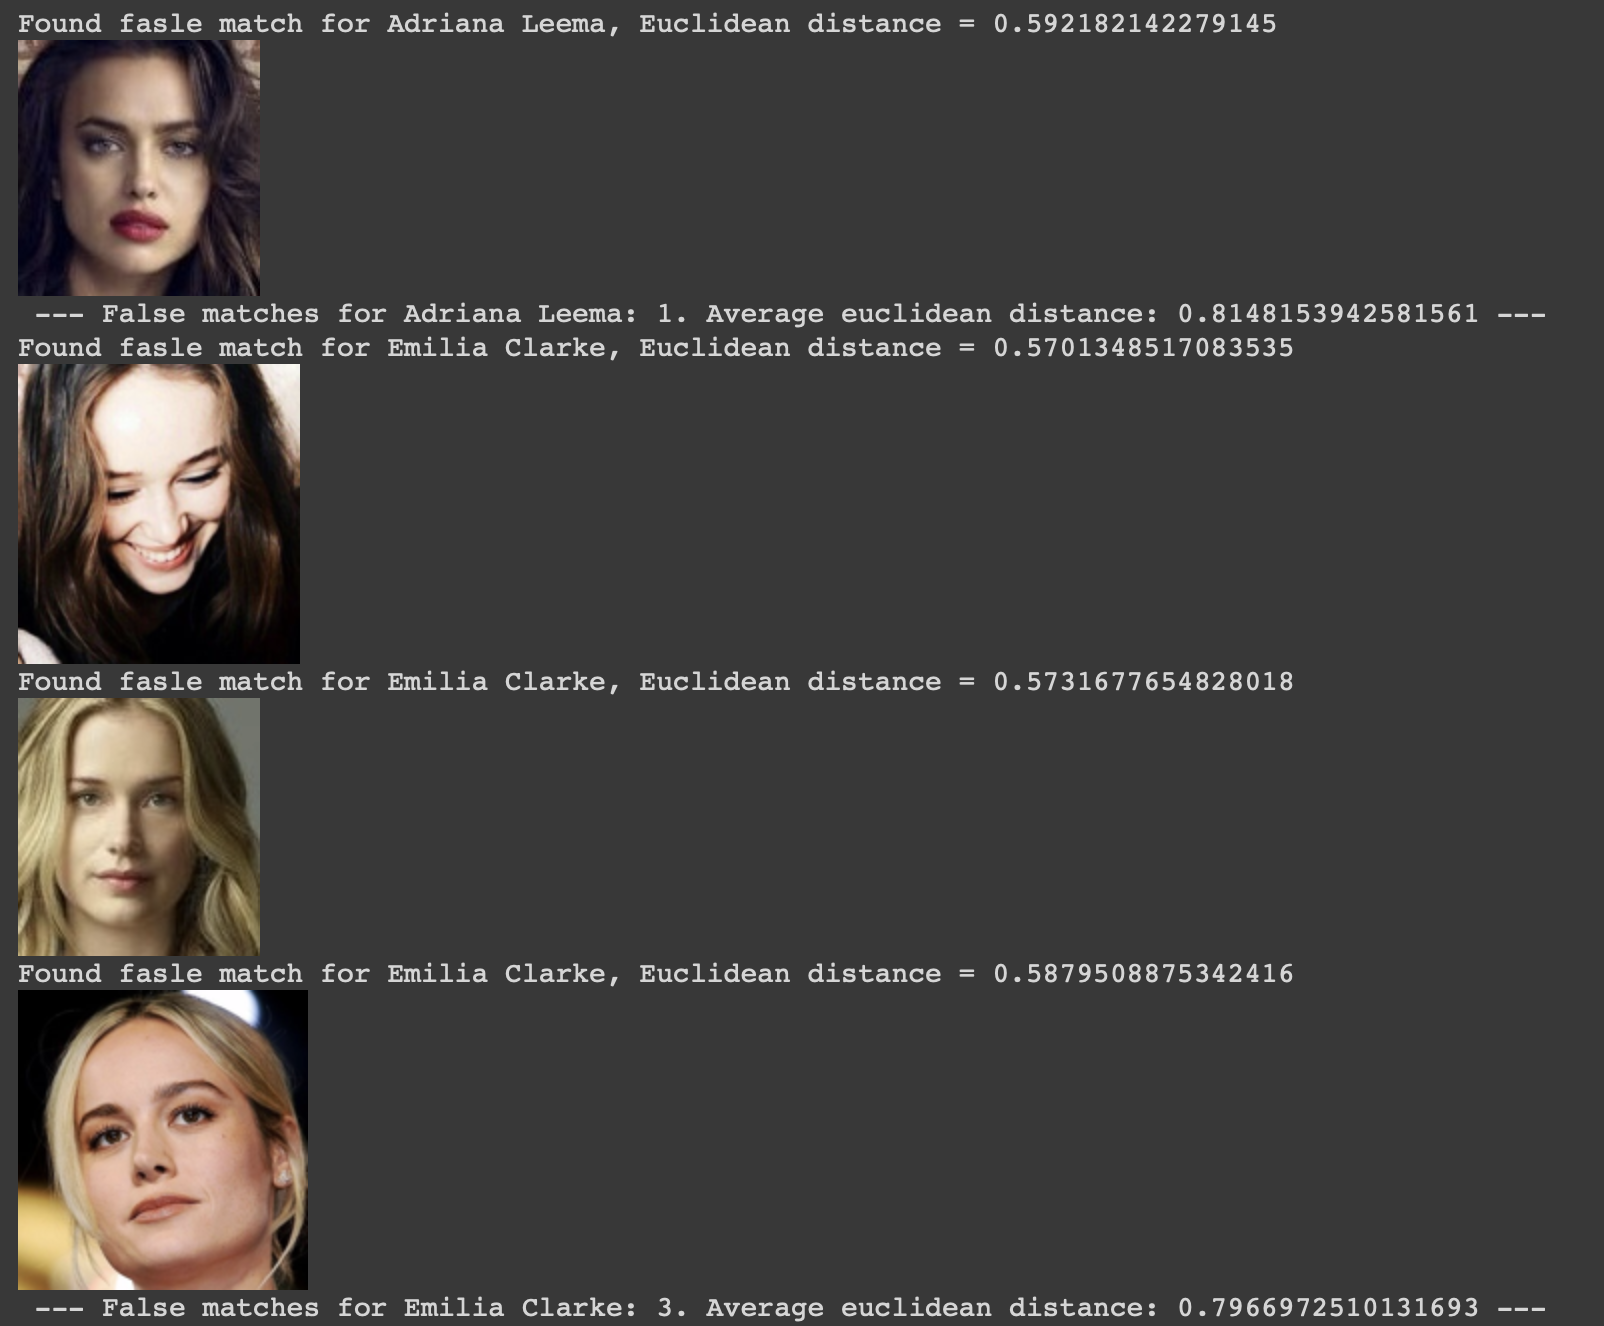 Found fasle match for Adriana Leema, Euclidean distance = 0.592182142279145
--- False matches for Adriana Leema: 1. Average euclidean distance: 0.8148153942581561 ---
Found fasle match for Emilia Clarke, Euclidean distance = 0.5701348517083535
Found fasle match for Emilia Clarke, Euclidean distance = 0.5731677654828018
Found fasle match for Emilia Clarke, Euclidean distance = 0.5879508875342416
--- False matches for Emilia Clarke: 3. Average euclidean distance: 0.7966972510131693 ---